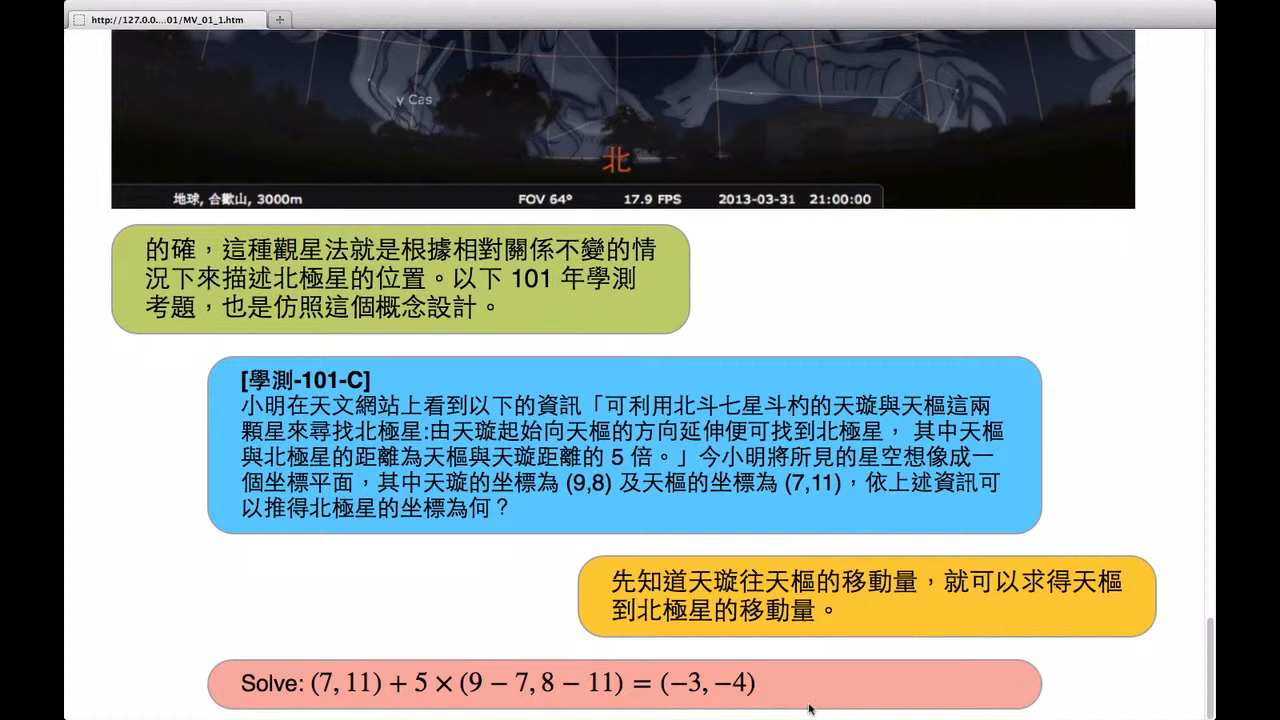 http://127.0.0....01/MV_01_1.htm
γ Cas
北
地球, 合歡山, 3000m FOV 64° 17.9 FPS 2013-03-31 21:00:00
的確，這種觀星法就是根據相對關係不變的情
況下來描述北極星的位置。以下 101 年學測
考題，也是仿照這個概念設計。
[學測-101-C]
小明在天文網站上看到以下的資訊「可利用北斗七星斗杓的天璇與天樞這兩
顆星來尋找北極星:由天璇起始向天樞的方向延伸便可找到北極星， 其中天樞
與北極星的距離為天樞與天璇距離的 5 倍。」今小明將所見的星空想像成一
個坐標平面，其中天璇的坐標為 (9,8) 及天樞的坐標為 (7,11)，依上述資訊可
以推得北極星的坐標為何？
先知道天璇往天樞的移動量，就可以求得天樞
到北極星的移動量。
Solve: (7, 11) + 5 × (9 − 7, 8 − 11) = (−3, −4)